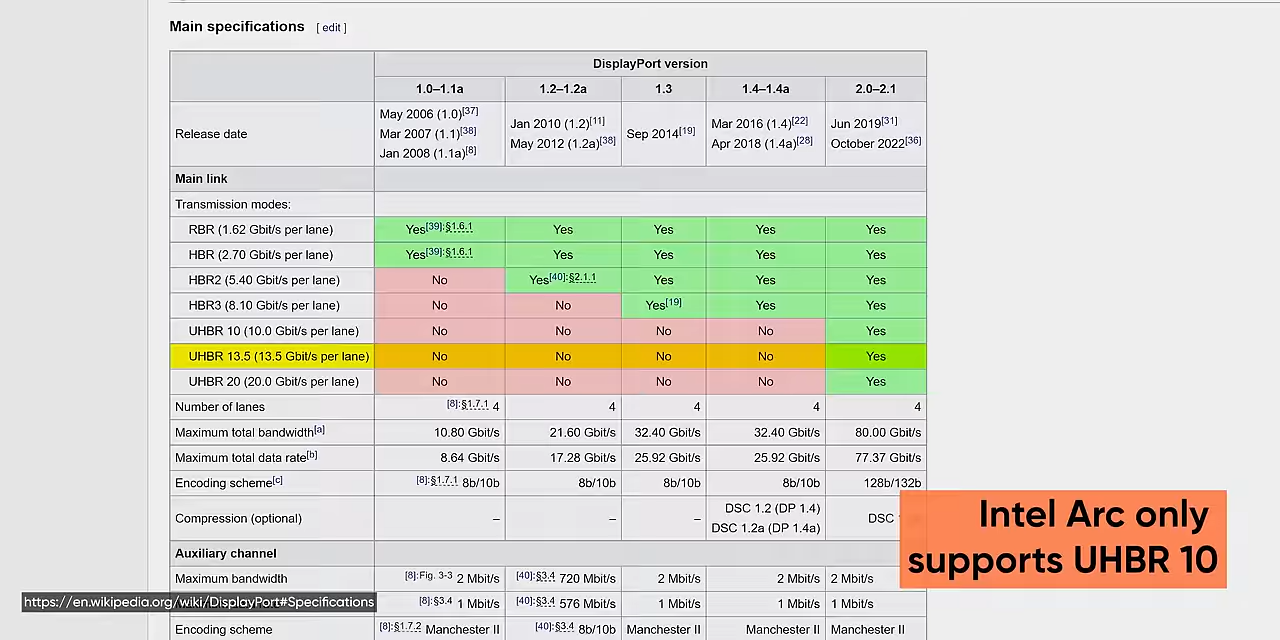 Main specifications [ edit ]
DisplayPort version
1.0–1.1a 1.2–1.2a 1.3 1.4–1.4a 2.0–2.1
Release date May 2006 (1.0)[37] Mar 2007 (1.1)[38] Jan 2008 (1.1a)[8] Jan 2010 (1.2)[11] May 2012 (1.2a)[38] Sep 2014[19] Mar 2016 (1.4)[22] Apr 2018 (1.4a)[28] Jun 2019[31] October 2022[36]
Main link
Transmission modes:
RBR (1.62 Gbit/s per lane) Yes[39]:§1.6.1 Yes Yes Yes Yes
HBR (2.70 Gbit/s per lane) Yes[39]:§1.6.1 Yes Yes Yes Yes
HBR2 (5.40 Gbit/s per lane) No Yes[40]:§2.1.1 Yes Yes Yes
HBR3 (8.10 Gbit/s per lane) No No Yes[19] Yes Yes
UHBR 10 (10.0 Gbit/s per lane) No No No No Yes
UHBR 13.5 (13.5 Gbit/s per lane) No No No No Yes
UHBR 20 (20.0 Gbit/s per lane) No No No No Yes
Number of lanes [8]:§1.7.1 4 4 4 4 4
Maximum total bandwidth[a] 10.80 Gbit/s 21.60 Gbit/s 32.40 Gbit/s 32.40 Gbit/s 80.00 Gbit/s
Maximum total data rate[b] 8.64 Gbit/s 17.28 Gbit/s 25.92 Gbit/s 25.92 Gbit/s 77.37 Gbit/s
Encoding scheme[c] [8]:§1.7.1 8b/10b 8b/10b 8b/10b 8b/10b 128b/132b
Compression (optional) – – – DSC 1.2 (DP 1.4) DSC 1.2a (DP 1.4a) DSC
Auxiliary channel
Maximum bandwidth [8]:Fig. 3-3 2 Mbit/s [40]:§3.4 720 Mbit/s 2 Mbit/s 2 Mbit/s 2 Mbit/s
[8]:§3.4 1 Mbit/s [40]:§3.4 576 Mbit/s 1 Mbit/s 1 Mbit/s 1 Mbit/s
Encoding scheme [8]:§1.7.2 Manchester II [40]:§3.4 8b/10b Manchester II Manchester II Manchester II
Intel Arc only
supports UHBR 10
https://en.wikipedia.org/wiki/DisplayPort#Specifications